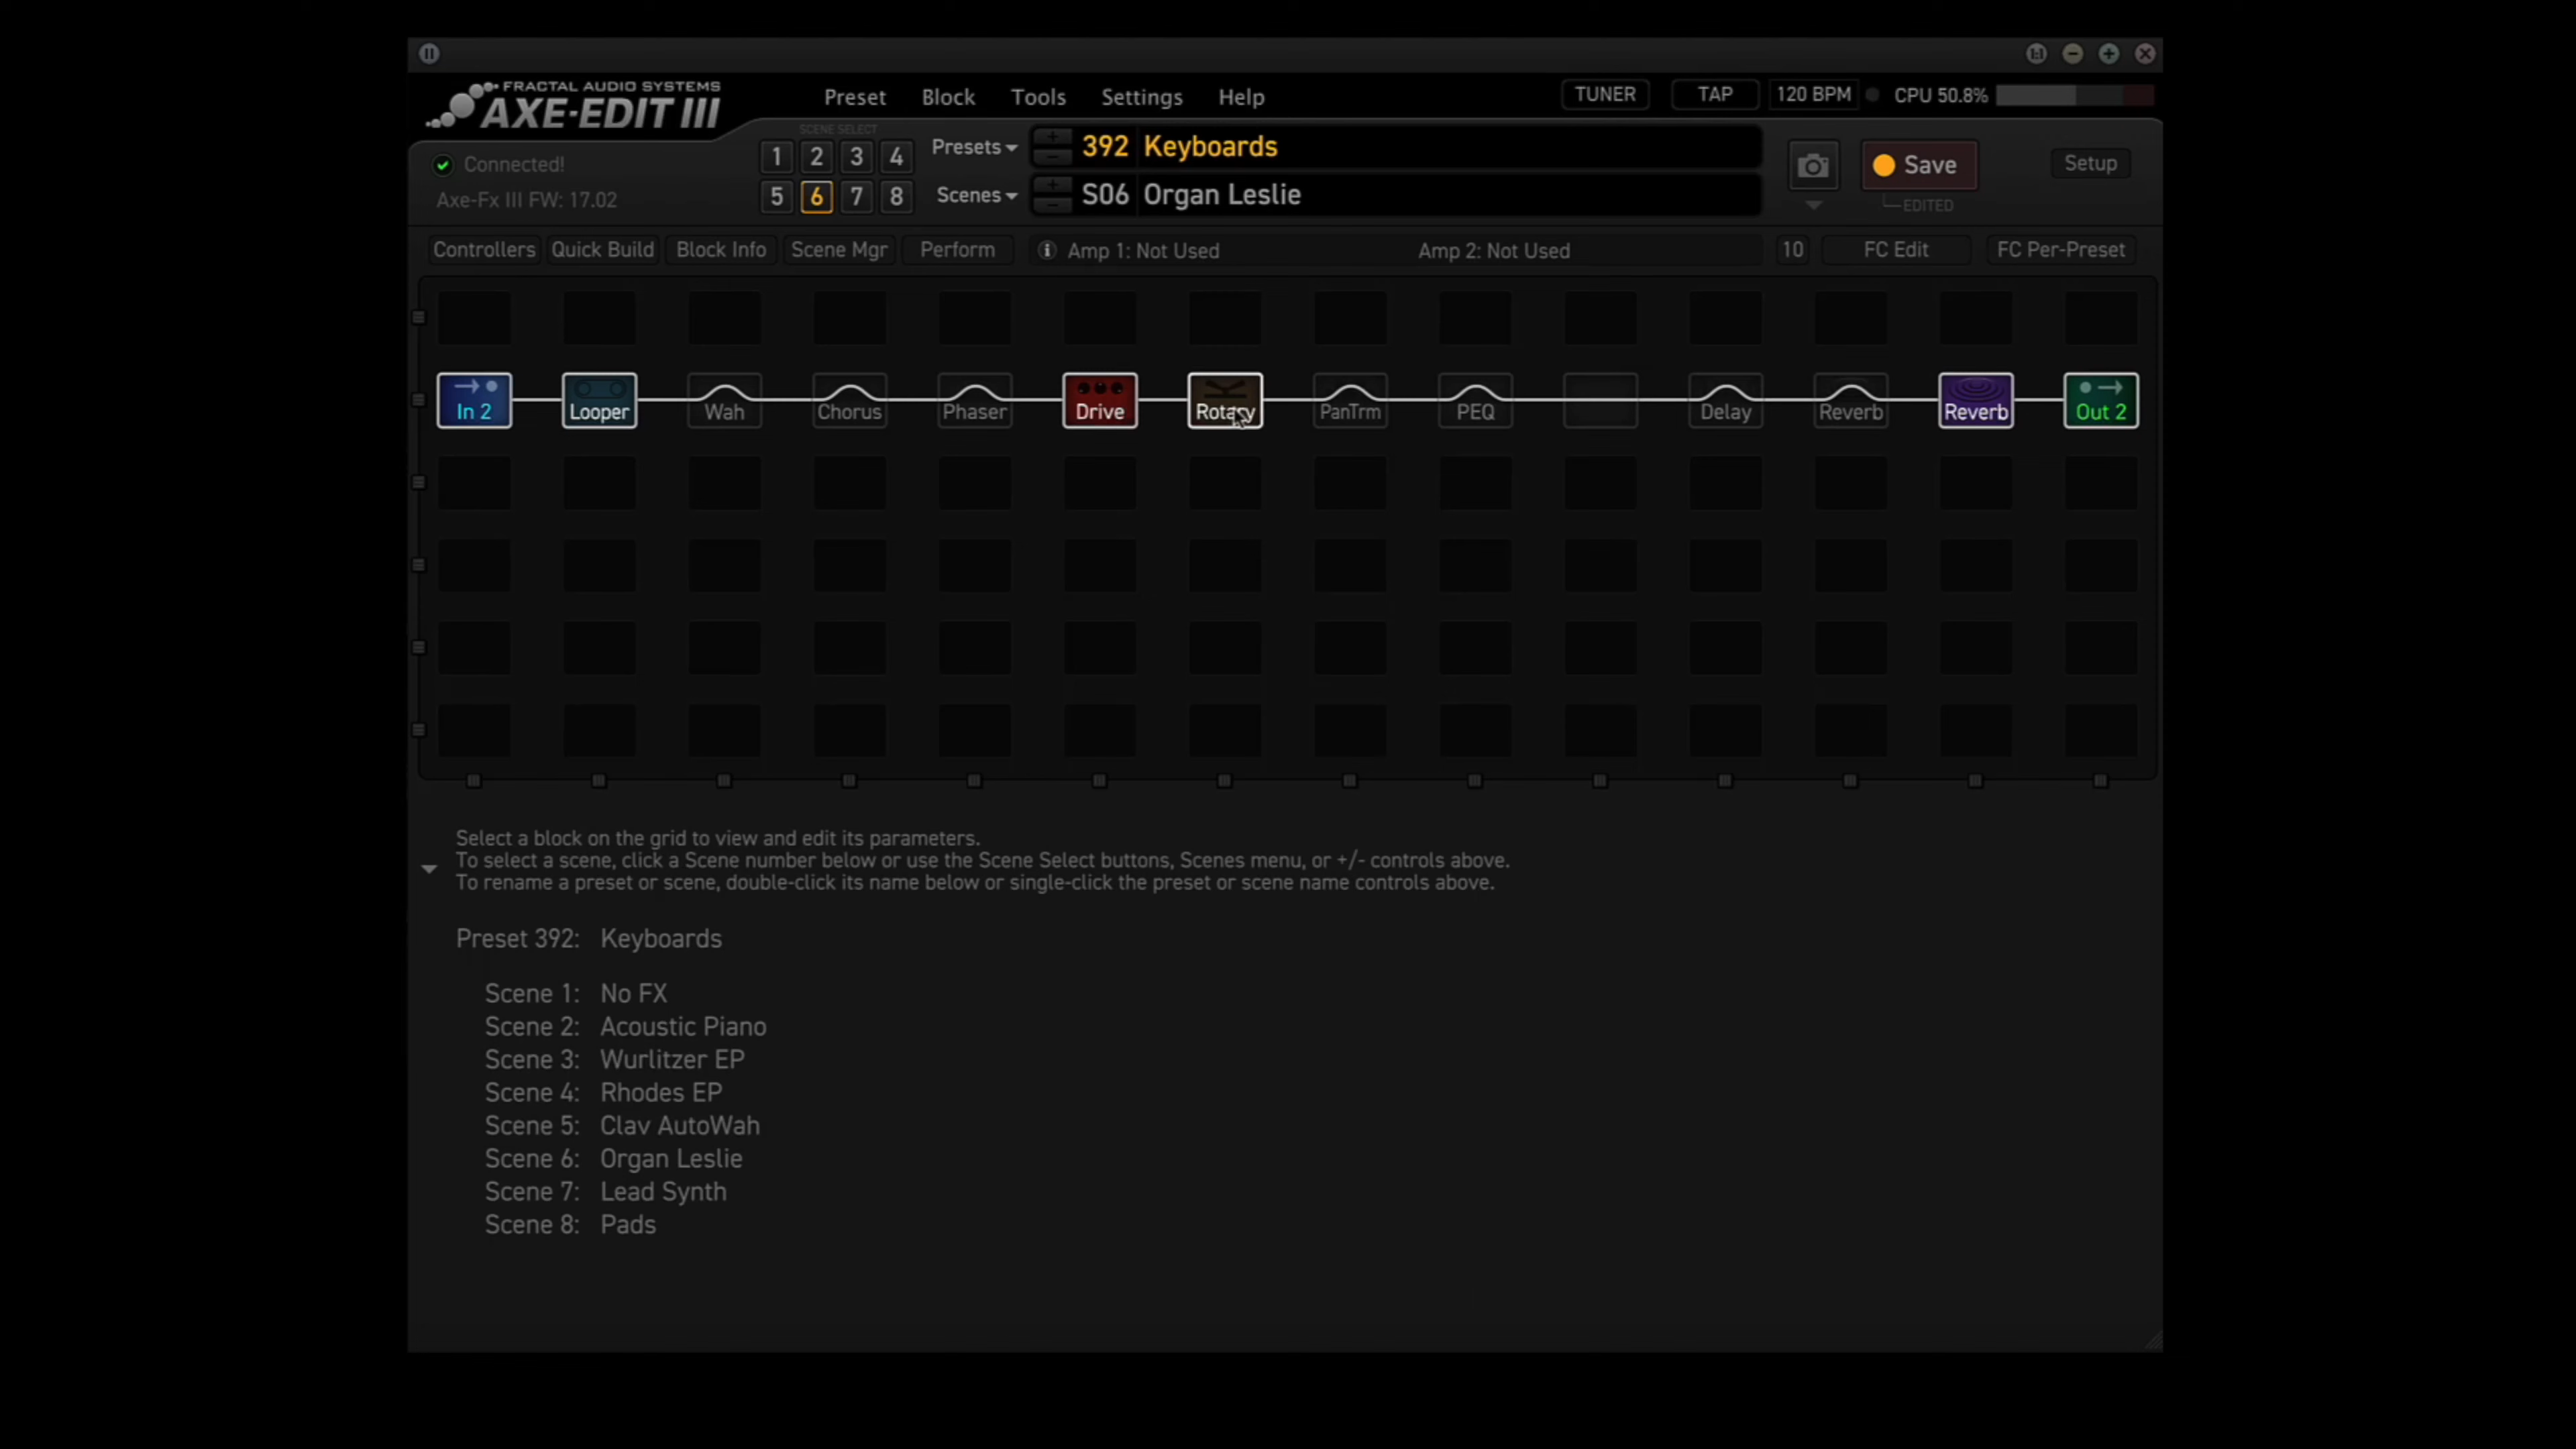 FRACTAL AUDIO SYSTEMS
AXE-EDIT III
Preset Block Tools Settings Help
TUNER TAP 120 BPM CPU 50.8%
SCENE SELECT
Connected!
Axe-Fx III FW: 17.02
1 2 3 4
5 6 7 8
Presets 392 Keyboards
Scenes S06 Organ Leslie
Save
EDITED
Setup
Controllers Quick Build Block Info Scene Mgr Perform Amp 1: Not Used Amp 2: Not Used 10 FC Edit FC Per-Preset
In 2 Looper Wah Chorus Phaser Drive Rotary PanTrm PEQ Delay Reverb Reverb Out 2
Select a block on the grid to view and edit its parameters.
To select a scene, click a Scene number below or use the Scene Select buttons, Scenes menu, or +/- controls above.
To rename a preset or scene, double-click its name below or single-click the preset or scene name controls above.
Preset 392: Keyboards
Scene 1: No FX
Scene 2: Acoustic Piano
Scene 3: Wurlitzer EP
Scene 4: Rhodes EP
Scene 5: Clav AutoWah
Scene 6: Organ Leslie
Scene 7: Lead Synth
Scene 8: Pads